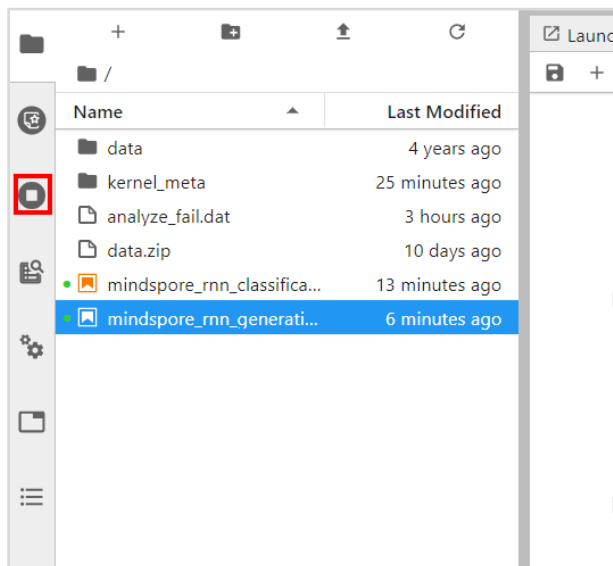 Launc
/
Name Last Modified
data 4 years ago
kernel_meta 25 minutes ago
analyze_fail.dat 3 hours ago
data.zip 10 days ago
mindspore_rnn_classifica... 13 minutes ago
mindspore_rnn_generati... 6 minutes ago